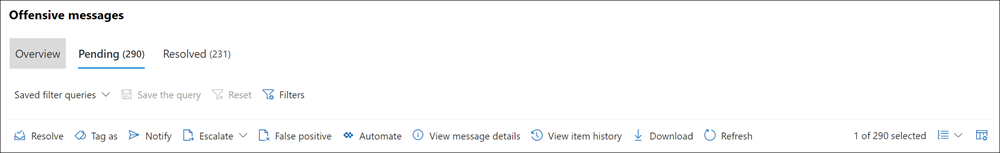 Offensive messages
Overview Pending (290) Resolved (231)
Saved filter queries Save the query Reset Filters
Resolve Tag as Notify Escalate False positive Automate View message details View item history Download Refresh 1 of 290 selected